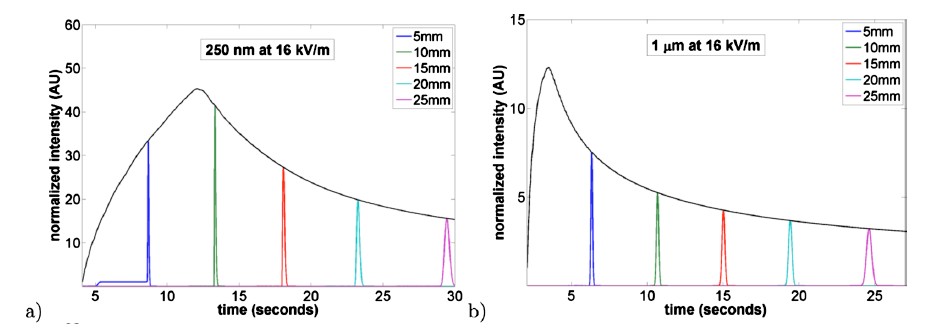 60
50
40
30
20
10
normalized intensity (AU)
250 nm at 16 kV/m
5mm
10mm
15mm
20mm
25mm
5 10 15 20 25 30
time (seconds)
a)
15
10
5
normalized intensity (AU)
1 μm at 16 kV/m
5mm
10mm
15mm
20mm
25mm
5 10 15 20 25
time (seconds)
b)